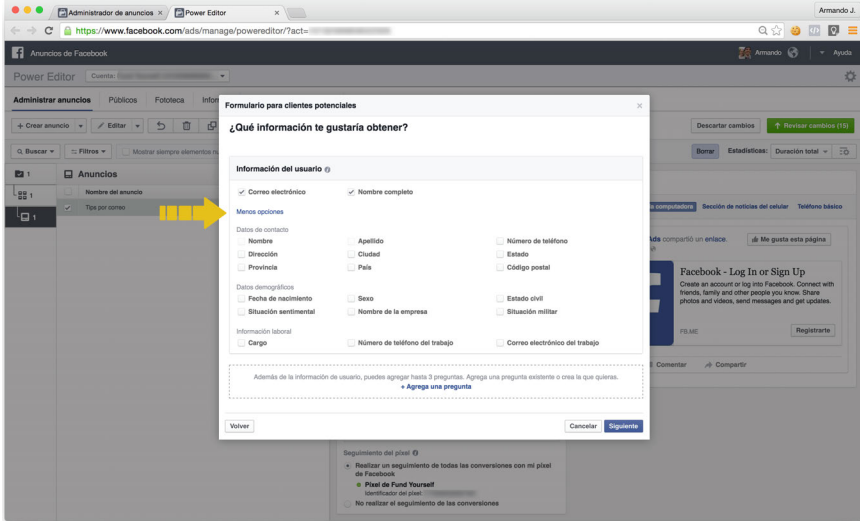 Administrador de anuncios
Power Editor
Armando J.
https://www.facebook.com/ads/manage/powereditor/?act=
Anuncios de Facebook
Armando
Ayuda
Power Editor
Cuenta:
Administrar anuncios
Públicos
Fototeca
+ Crear anuncio
Editar
Descartar cambios
Revisar cambios (15)
Buscar
Filtros
Mostrar siempre elementos
Borrar
Estadísticas: Duración total
1
Anuncios
1
Nombre del anuncio
1
Tips por correo
Formulario para clientes potenciales
¿Qué información te gustaría obtener?
Información del usuario
Correo electrónico
Nombre completo
Menos opciones
Datos de contacto
Nombre
Apellido
Número de teléfono
Dirección
Ciudad
Estado
Provincia
País
Código postal
Datos demográficos
Fecha de nacimiento
Sexo
Estado civil
Situación sentimental
Nombre de la empresa
Situación militar
Información laboral
Cargo
Número de teléfono del trabajo
Correo electrónico del trabajo
Además de la información de usuario, puedes agregar hasta 3 preguntas. Agrega una pregunta existente o crea la que quieras.
+ Agrega una pregunta
Volver
Cancelar
Siguiente
computadora
Sección de noticias del celular
Teléfono básico
Ads compartió un enlace.
Me gusta esta página
Facebook - Log In or Sign Up
Create an account or log into Facebook. Connect with
friends, family and other people you know. Share
photos and videos, send messages and get updates.
FB.ME
Registrarte
Comentar
Compartir
Seguimiento del píxel
Realizar un seguimiento de todas las conversiones con mi píxel
de Facebook
Píxel de Fund Yourself
Identificador del píxel:
No realizar el seguimiento de las conversiones